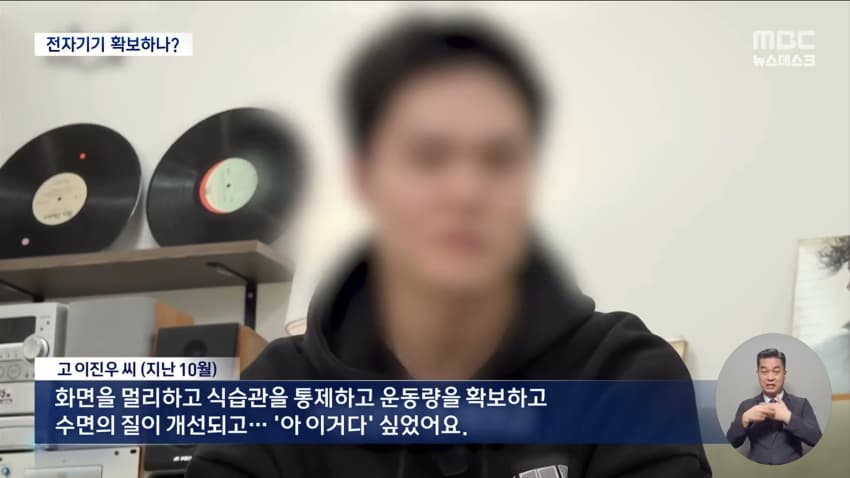 전자기기 확보하나?
MBC
뉴스데스크
고 이진우 씨 (지난 10월)
화면을 멀리하고 식습관을 통제하고 운동량을 확보하고
수면의 질이 개선되고… '아 이거다' 싶었어요.